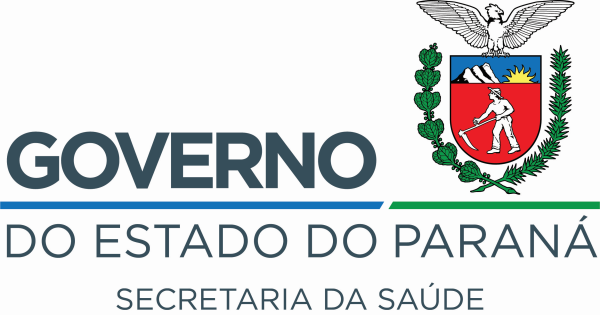 GOVERNO
DO ESTADO DO PARANÁ
SECRETARIA DA SAÚDE